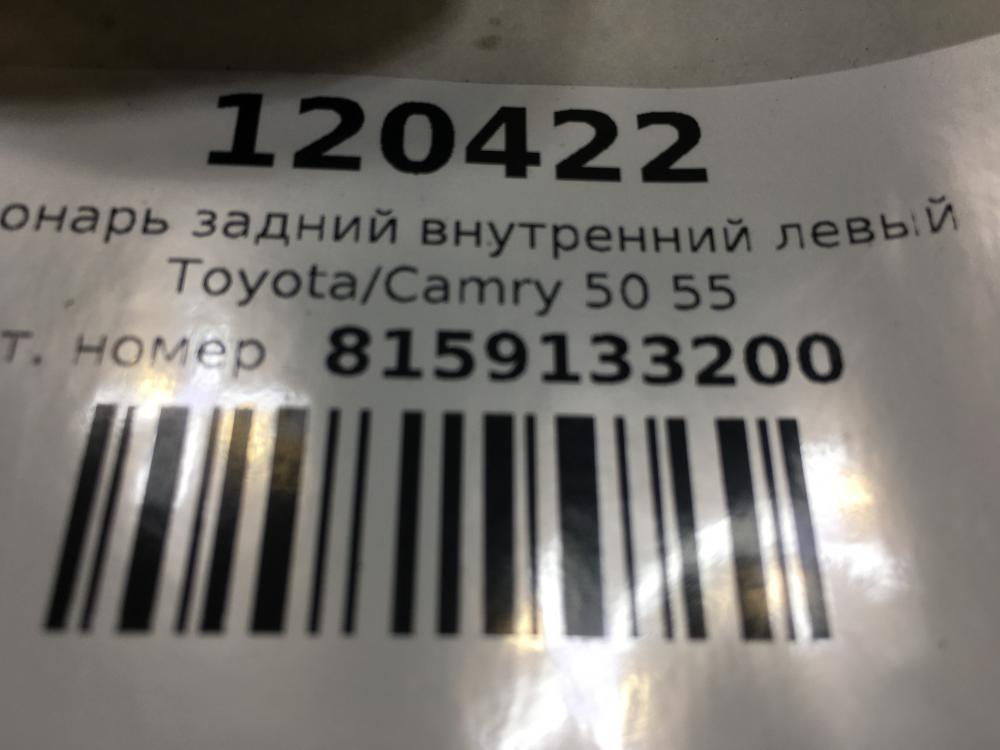 120422
онарь задний внутренний левый
Toyota/Camry 50 55
т. номер 8159133200